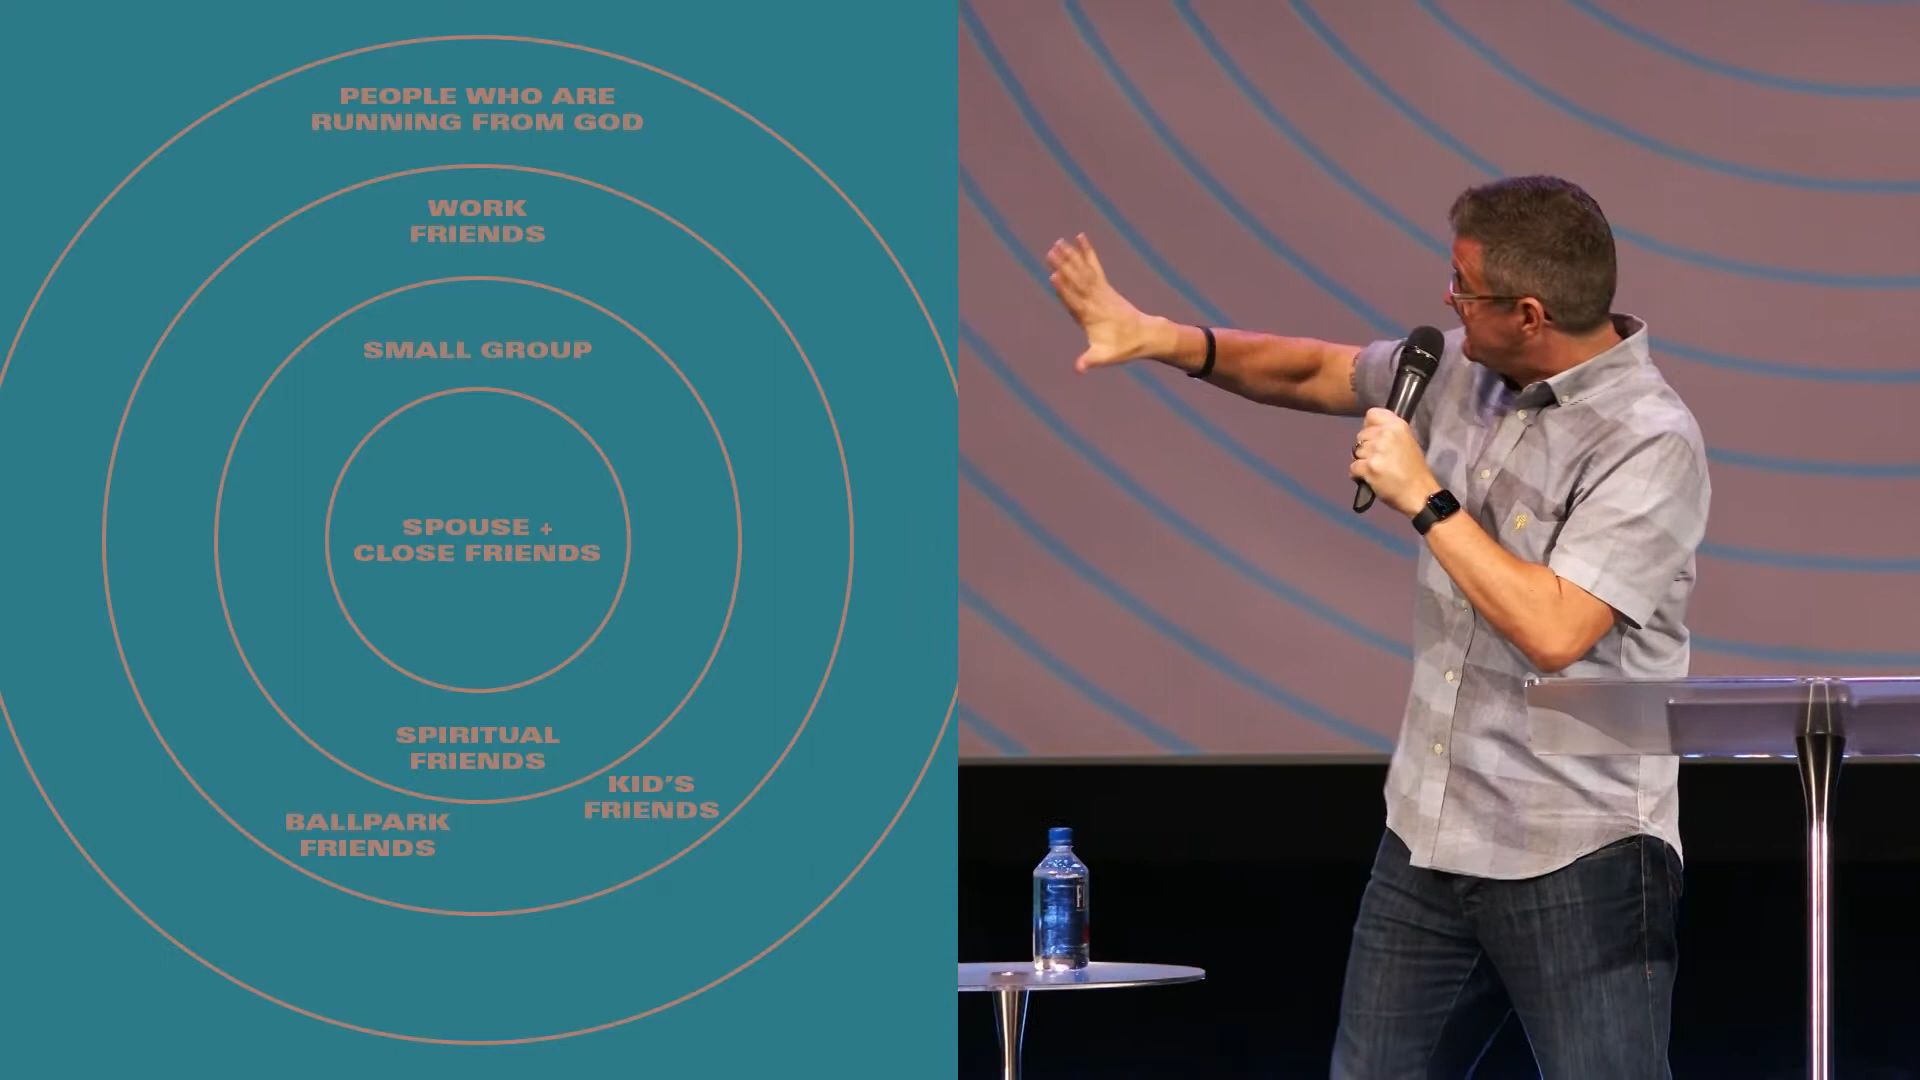 PEOPLE WHO ARE
RUNNING FROM GOD
WORK
FRIENDS
SMALL GROUP
SPOUSE +
CLOSE FRIENDS
SPIRITUAL
FRIENDS
KID'S
FRIENDS
BALLPARK
FRIENDS